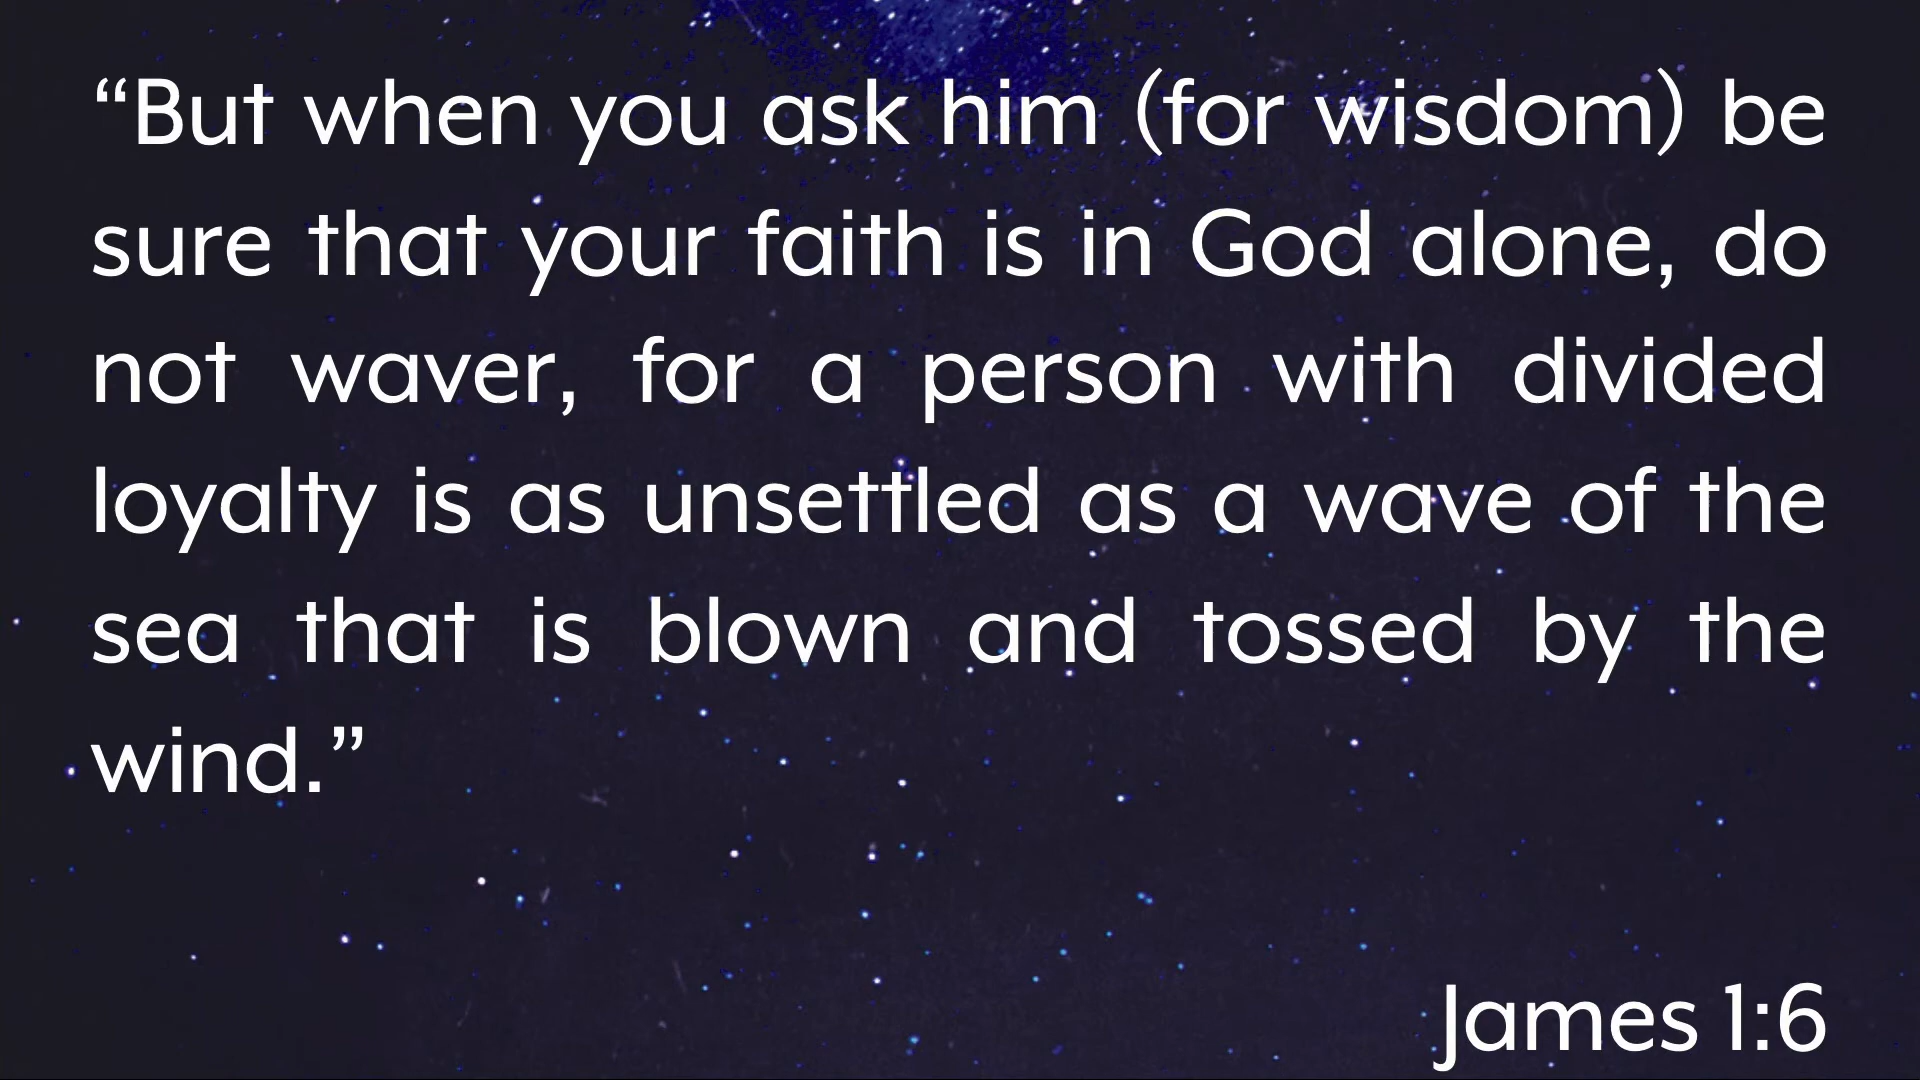 “But when you ask him (for wisdom) be
sure that your faith is in God alone, do
not waver, for a person with divided
loyalty is as unsettled as a wave of the
sea that is blown and tossed by the
wind.”
James 1:6